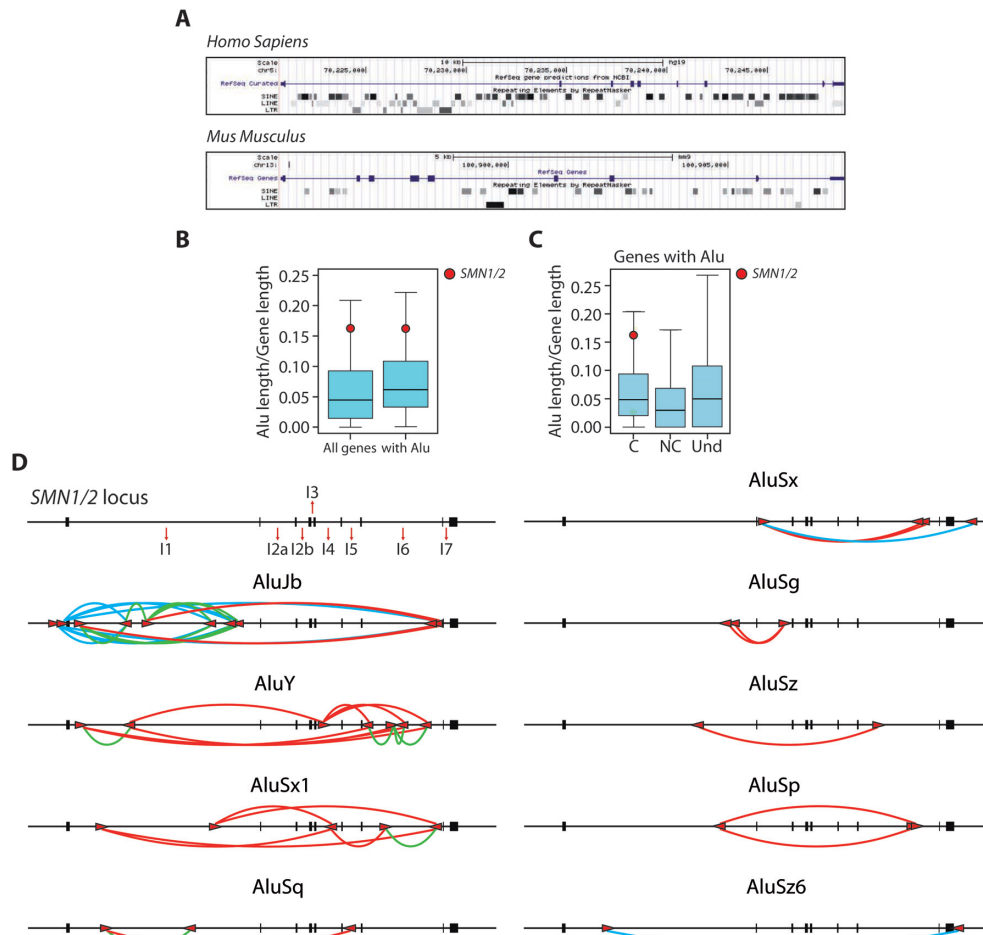 A
Homo Sapiens
Scale 10 kb hg19
chr5: 70,225,000 70,230,000 70,235,000 70,240,000 70,245,000
RefSeq gene predictions from NCBI
RefSeq Curated
Repeating Elements by RepeatMasker
SINE
LINE
LTR
Mus Musculus
Scale 5 kb mm9
chr13: 100,900,000 100,905,000
RefSeq Genes
RefSeq Genes
Repeating Elements by RepeatMasker
SINE
LINE
LTR
B
SMN1/2
Alu length/Gene length
0.25
0.20
0.15
0.10
0.05
0.00
All genes with Alu
C
Genes with Alu
SMN1/2
Alu length/Gene length
0.25
0.20
0.15
0.10
0.05
0.00
C NC Und
D
SMN1/2 locus
I3
I1 I2a I2b I4 I5 I6 I7
AluJb
AluY
AluSx1
AluSq
AluSx
AluSg
AluSz
AluSp
AluSz6